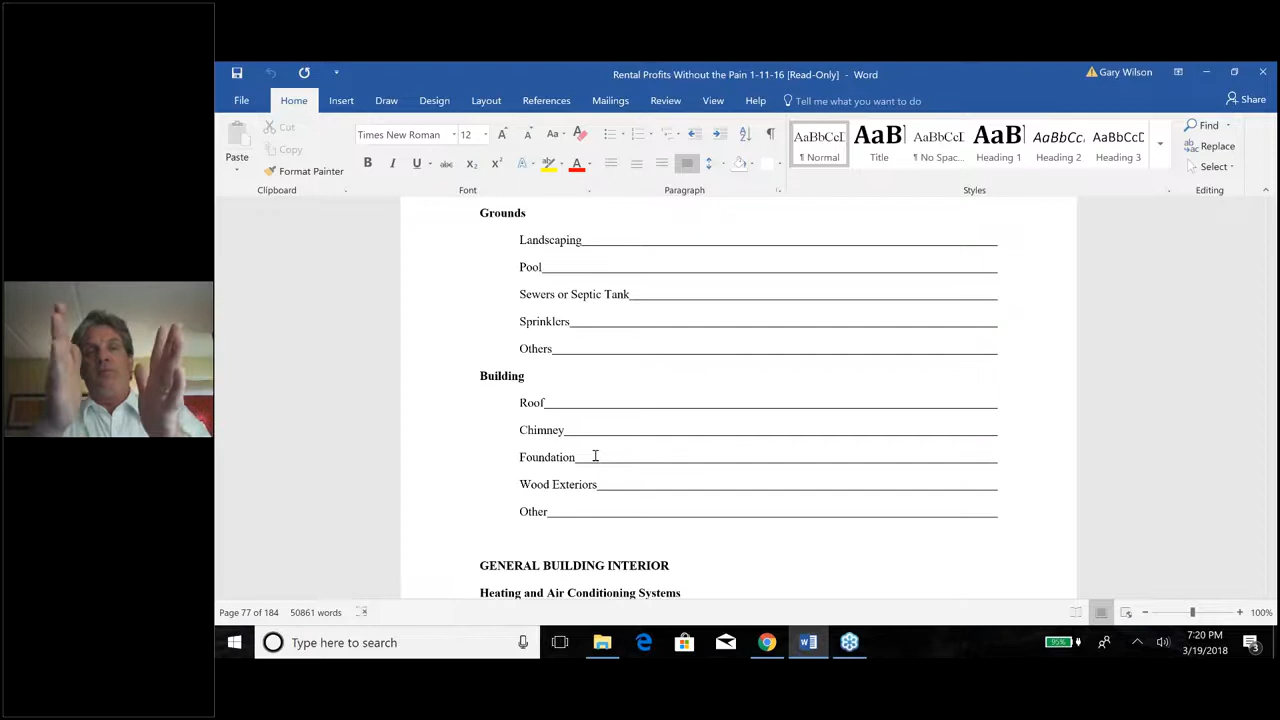 Rental Profits Without the Pain 1-11-16 [Read-Only] - Word
Gary Wilson
File Home Insert Draw Design Layout References Mailings Review View Help Tell me what you want to do
Share
Paste
Cut
Copy
Format Painter
Clipboard
Times New Roman 12
Font
Paragraph
AaBbCcD AaB AaBbCcD AaB AaBbCc AaBbCcD
¶ Normal Title ¶ No Spac... Heading 1 Heading 2 Heading 3
Styles
Find
Replace
Select
Editing
Grounds
Landscaping
Pool
Sewers or Septic Tank
Sprinklers
Others
Building
Roof
Chimney
Foundation
Wood Exteriors
Other
GENERAL BUILDING INTERIOR
Heating and Air Conditioning Systems
Page 77 of 184 50861 words
100%
Type here to search
95%
7:20 PM
3/19/2018
3